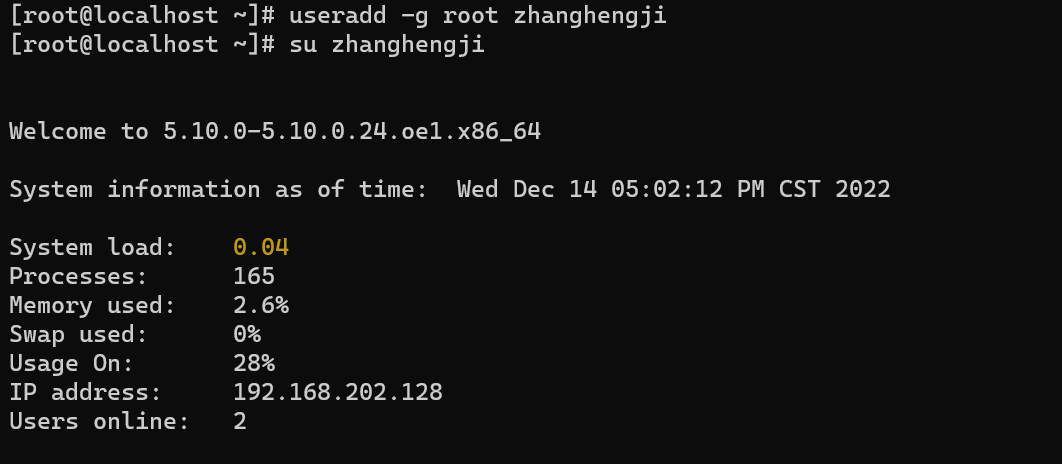 [root@localhost ~]# useradd -g root zhanghengji
[root@localhost ~]# su zhanghengji
Welcome to 5.10.0-5.10.0.24.oe1.x86_64
System information as of time:  Wed Dec 14 05:02:12 PM CST 2022
System load:    0.04
Processes:      165
Memory used:    2.6%
Swap used:      0%
Usage On:       28%
IP address:     192.168.202.128
Users online:   2